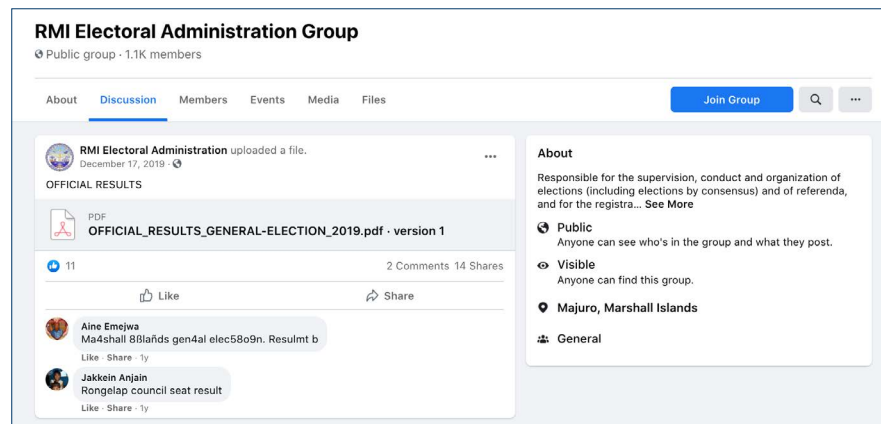 RMI Electoral Administration Group
Public group · 1.1K members
About Discussion Members Events Media Files
Join Group
RMI Electoral Administration uploaded a file.
December 17, 2019 ·
OFFICIAL RESULTS
PDF
OFFICIAL_RESULTS_GENERAL-ELECTION_2019.pdf · version 1
11
2 Comments 14 Shares
Like
Share
Aine Emejwa
Ma4shall 8ßlañds gen4al elec58o9n. Resulmt b
Like · Share · 1y
Jakkein Anjain
Rongelap council seat result
Like · Share · 1y
About
Responsible for the supervision, conduct and organization of
elections (including elections by consensus) and of referenda,
and for the registra... See More
Public
Anyone can see who's in the group and what they post.
Visible
Anyone can find this group.
Majuro, Marshall Islands
General